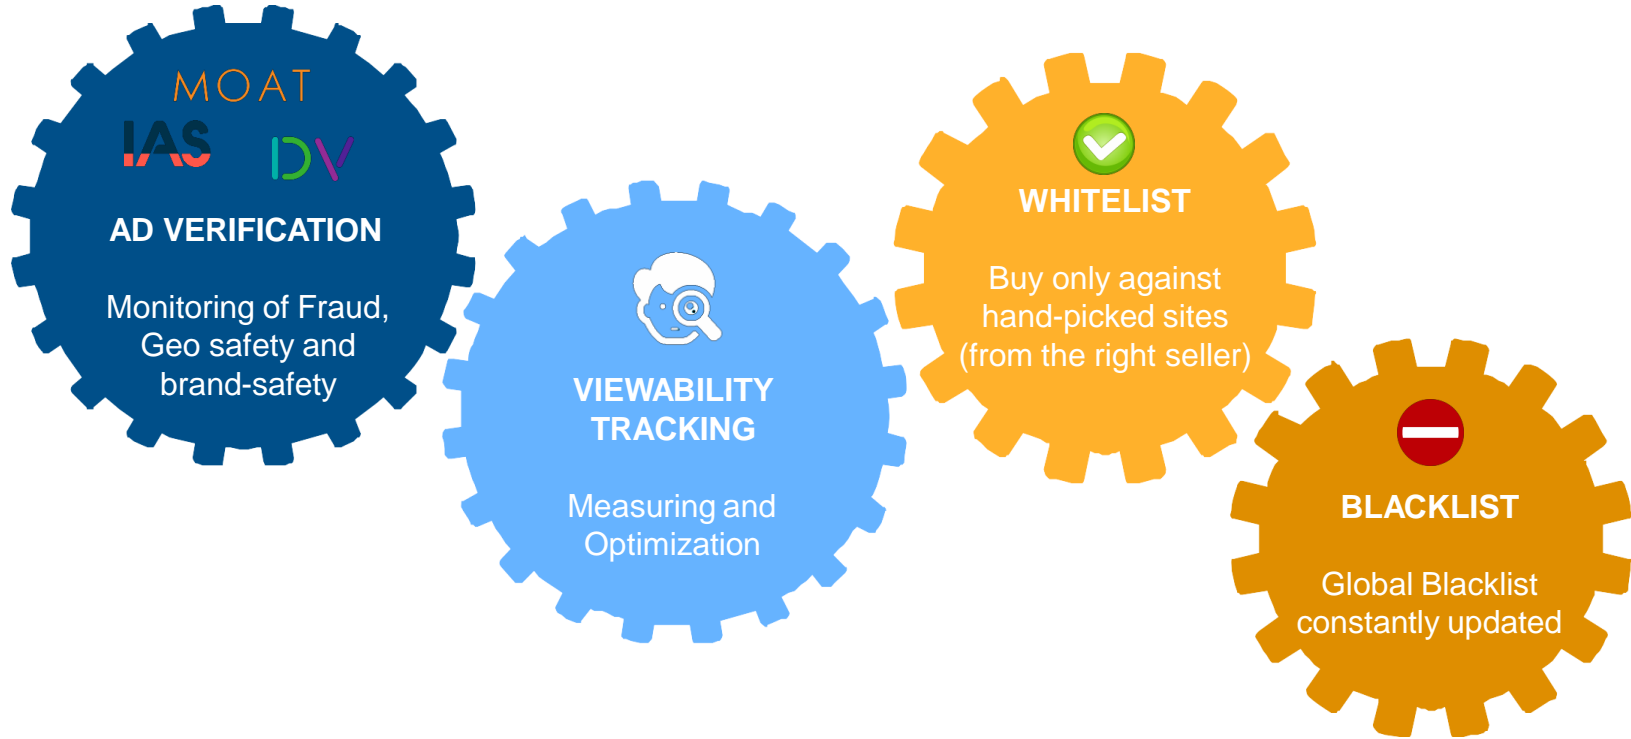 MOAT
IAS
DV
AD VERIFICATION
Monitoring of Fraud,
Geo safety and
brand-safety
VIEWABILITY
TRACKING
Measuring and
Optimization
WHITELIST
Buy only against
hand-picked sites
(from the right seller)
BLACKLIST
Global Blacklist
constantly updated